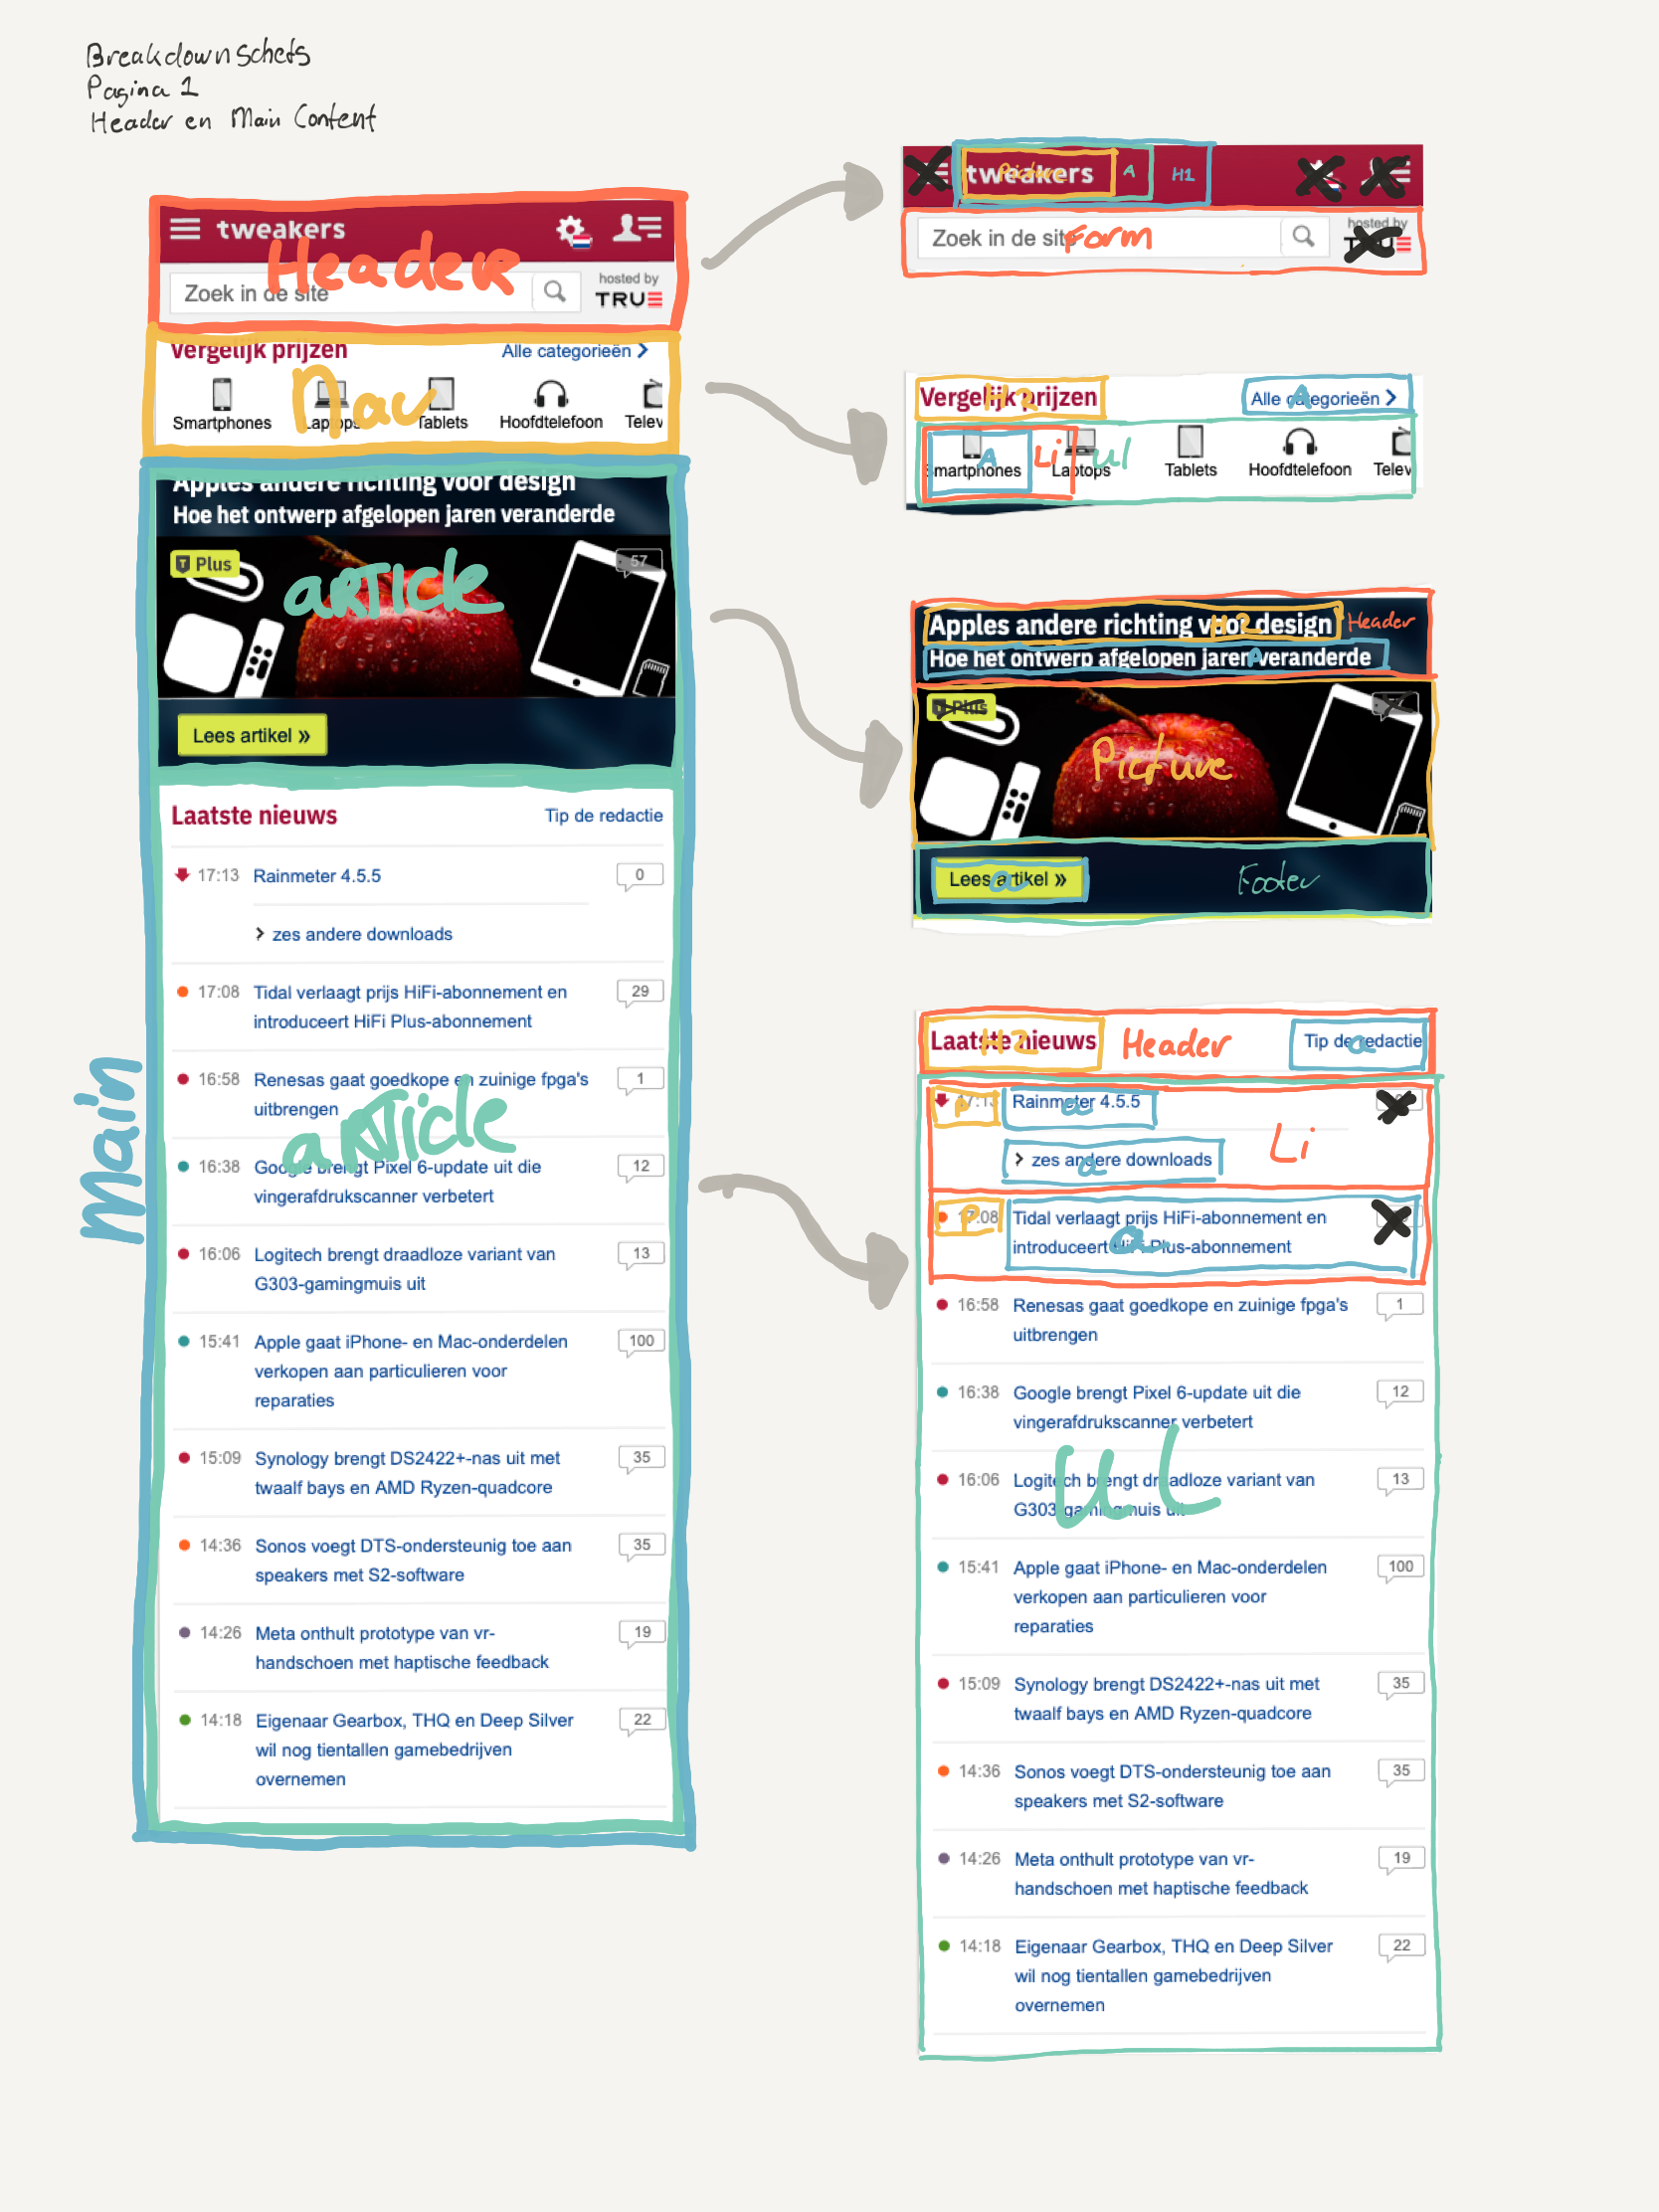 Breakdownschets
Pagina 1
Header en Main Content
tweakers
Header
Zoek in de site
hosted by
TRUE
Vergelijk prijzen
Alle categorieën
Nav
Smartphones
Laptops
Tablets
Hoofdtelefoon
Telev
Main
Apples andere richting voor design
Hoe het ontwerp afgelopen jaren veranderde
Plus
57
article
Lees artikel »
Laatste nieuws
Tip de redactie
17:13 Rainmeter 4.5.5 0
zes andere downloads
17:08 Tidal verlaagt prijs HiFi-abonnement en 29
introduceert HiFi Plus-abonnement
16:58 Renesas gaat goedkope en zuinige fpga's 1
uitbrengen
article
16:38 Google brengt Pixel 6-update uit die 12
vingerafdrukscanner verbetert
16:06 Logitech brengt draadloze variant van 13
G303-gamingmuis uit
15:41 Apple gaat iPhone- en Mac-onderdelen 100
verkopen aan particulieren voor
reparaties
15:09 Synology brengt DS2422+-nas uit met 35
twaalf bays en AMD Ryzen-quadcore
14:36 Sonos voegt DTS-ondersteunig toe aan 35
speakers met S2-software
14:26 Meta onthult prototype van vr- 19
handschoen met haptische feedback
14:18 Eigenaar Gearbox, THQ en Deep Silver 22
wil nog tientallen gamebedrijven
overnemen
tweakers
Picture
A
H1
Zoek in de site
Form
hosted by
TRUE
Vergelijk prijzen
H2
Alle categorieën
A
Smartphones
A
Li
Laptops
ul
Tablets
Hoofdtelefoon
Telev
Apples andere richting voor design
H2
Header
Hoe het ontwerp afgelopen jaren veranderde
A
Plus
Picture
Lees artikel »
a
Footer
Laatste nieuws
H2
Header
Tip de redactie
a
17:13 Rainmeter 4.5.5
P
a
Li
zes andere downloads
a
17:08 Tidal verlaagt prijs HiFi-abonnement en
introduceert HiFi Plus-abonnement
P
a
16:58 Renesas gaat goedkope en zuinige fpga's 1
uitbrengen
16:38 Google brengt Pixel 6-update uit die 12
vingerafdrukscanner verbetert
UL
16:06 Logitech brengt draadloze variant van 13
G303-gamingmuis uit
15:41 Apple gaat iPhone- en Mac-onderdelen 100
verkopen aan particulieren voor
reparaties
15:09 Synology brengt DS2422+-nas uit met 35
twaalf bays en AMD Ryzen-quadcore
14:36 Sonos voegt DTS-ondersteunig toe aan 35
speakers met S2-software
14:26 Meta onthult prototype van vr- 19
handschoen met haptische feedback
14:18 Eigenaar Gearbox, THQ en Deep Silver 22
wil nog tientallen gamebedrijven
overnemen